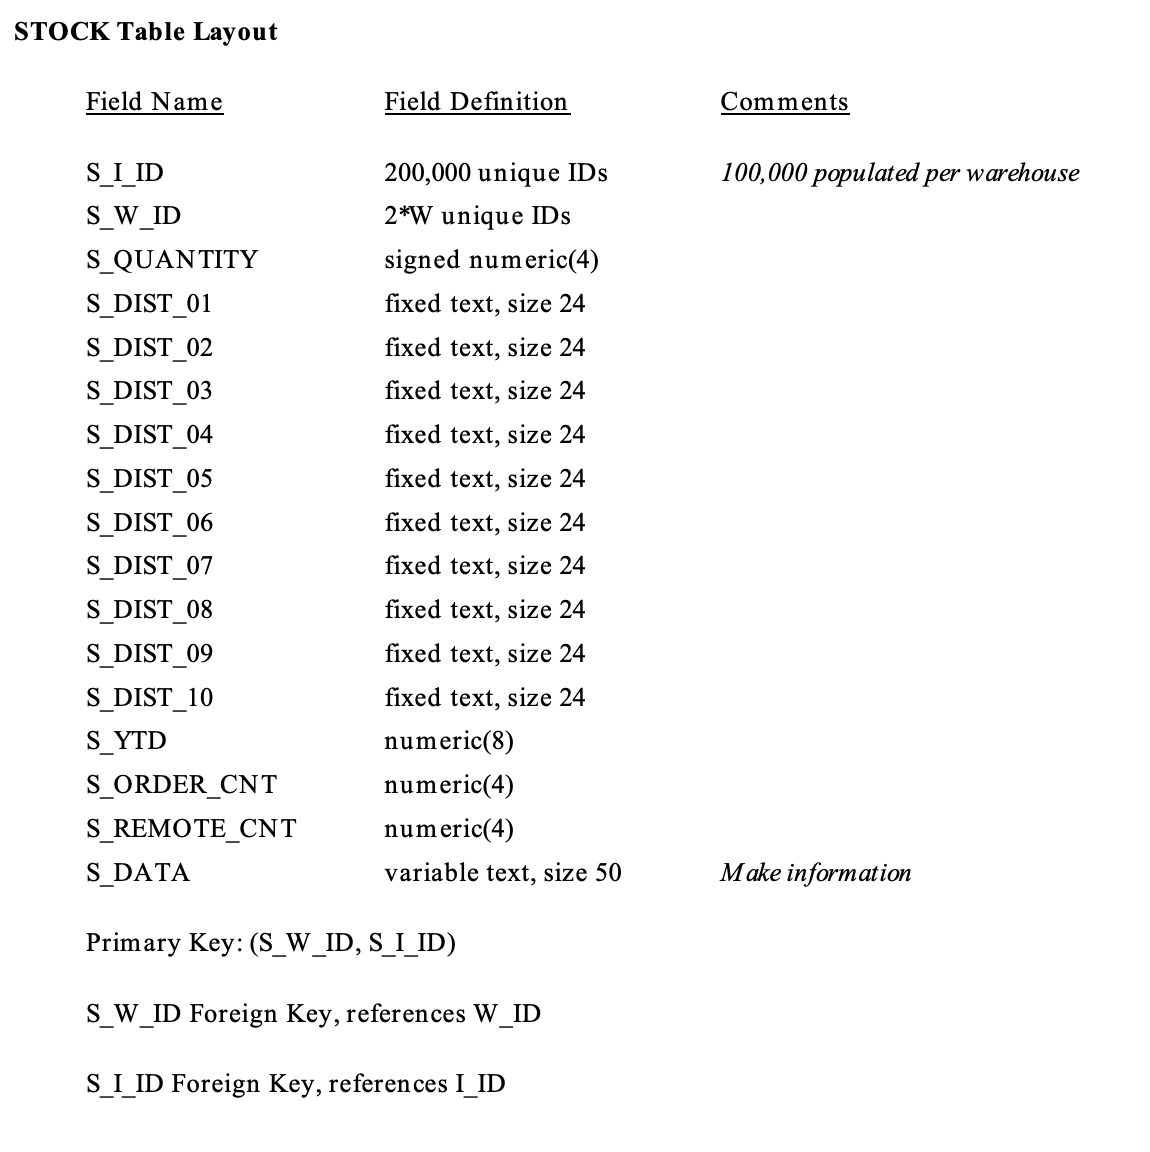 STOCK Table Layout
Field Name Field Definition Comments
S_I_ID 200,000 unique IDs 100,000 populated per warehouse
S_W_ID 2*W unique IDs
S_QUANTITY signed numeric(4)
S_DIST_01 fixed text, size 24
S_DIST_02 fixed text, size 24
S_DIST_03 fixed text, size 24
S_DIST_04 fixed text, size 24
S_DIST_05 fixed text, size 24
S_DIST_06 fixed text, size 24
S_DIST_07 fixed text, size 24
S_DIST_08 fixed text, size 24
S_DIST_09 fixed text, size 24
S_DIST_10 fixed text, size 24
S_YTD numeric(8)
S_ORDER_CNT numeric(4)
S_REMOTE_CNT numeric(4)
S_DATA variable text, size 50 Make information
Primary Key: (S_W_ID, S_I_ID)
S_W_ID Foreign Key, references W_ID
S_I_ID Foreign Key, references I_ID